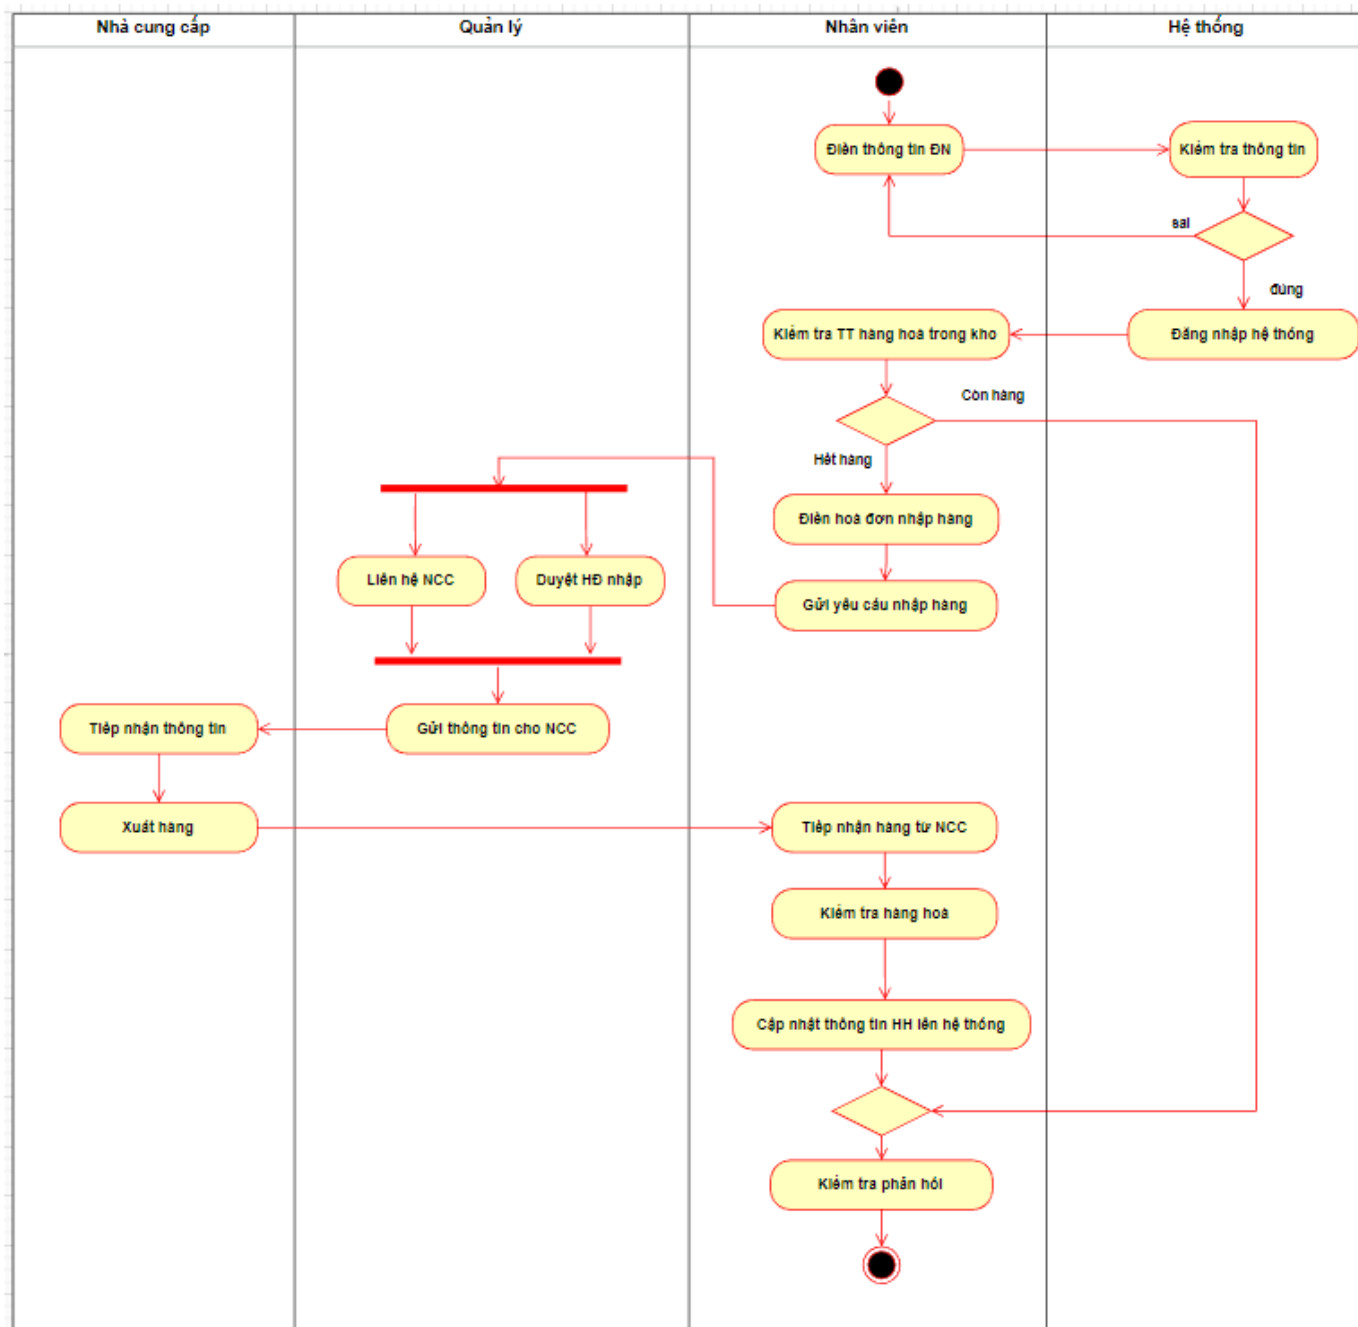 Nhà cung cấp
Quản lý
Nhân viên
Hệ thống
Điền thông tin ĐN
Kiểm tra thông tin
sai
đúng
Kiểm tra TT hàng hoá trong kho
Đăng nhập hệ thống
Còn hàng
Hết hàng
Điền hoá đơn nhập hàng
Liên hệ NCC
Duyệt HĐ nhập
Gửi yêu cầu nhập hàng
Tiếp nhận thông tin
Gửi thông tin cho NCC
Xuất hàng
Tiếp nhận hàng từ NCC
Kiểm tra hàng hoá
Cập nhật thông tin HH lên hệ thống
Kiểm tra phản hồi